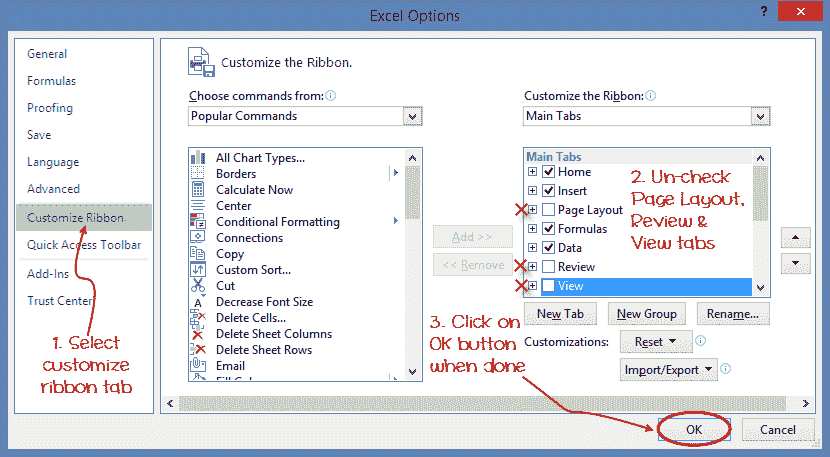 Excel Options
?
General
Formulas
Proofing
Save
Language
Advanced
Customize Ribbon
Quick Access Toolbar
Add-Ins
Trust Center
1. Select
customize
ribbon tab
Customize the Ribbon.
Choose commands from:
Popular Commands
All Chart Types...
Borders
Calculate Now
Center
Conditional Formatting
Connections
Copy
Custom Sort...
Cut
Decrease Font Size
Delete Cells...
Delete Sheet Columns
Delete Sheet Rows
Email
Add >>
<< Remove
Customize the Ribbon:
Main Tabs
Main Tabs
Home
Insert
Page Layout
Formulas
Data
Review
View
2. Un-check
Page Layout,
Review &
View tabs
New Tab
New Group
Rename...
Customizations:
Reset
Import/Export
3. Click on
OK button
when done
OK
Cancel